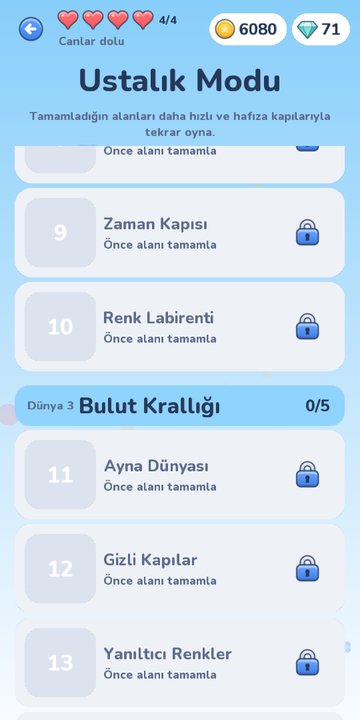 4/4
Canlar dolu
6080
71
Ustalık Modu
Tamamladığın alanları daha hızlı ve hafıza kapılarıyla
tekrar oyna.
Önce alanı tamamla
9
Zaman Kapısı
Önce alanı tamamla
10
Renk Labirenti
Önce alanı tamamla
Dünya 3 Bulut Krallığı 0/5
11
Ayna Dünyası
Önce alanı tamamla
12
Gizli Kapılar
Önce alanı tamamla
13
Yanıltıcı Renkler
Önce alanı tamamla